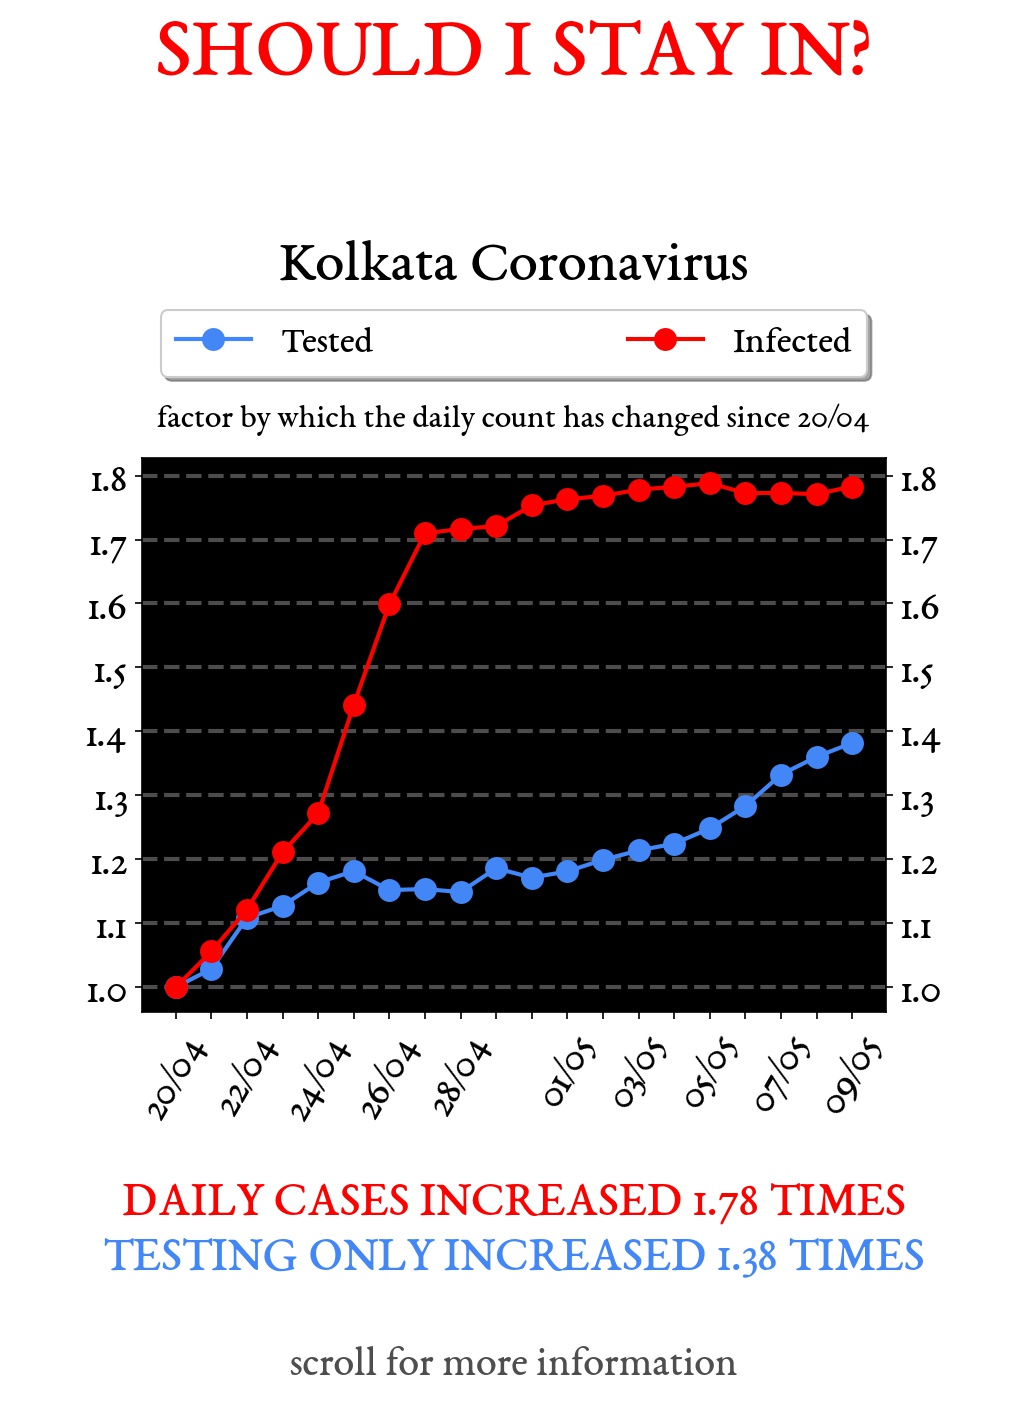 SHOULD I STAY IN?
Kolkata Coronavirus
Tested Infected
factor by which the daily count has changed since 20/04
1.8 1.8
1.7 1.7
1.6 1.6
1.5 1.5
1.4 1.4
1.3 1.3
1.2 1.2
1.1 1.1
1.0 1.0
20/04 22/04 24/04 26/04 28/04 01/05 03/05 05/05 07/05 09/05
DAILY CASES INCREASED 1.78 TIMES
TESTING ONLY INCREASED 1.38 TIMES
scroll for more information